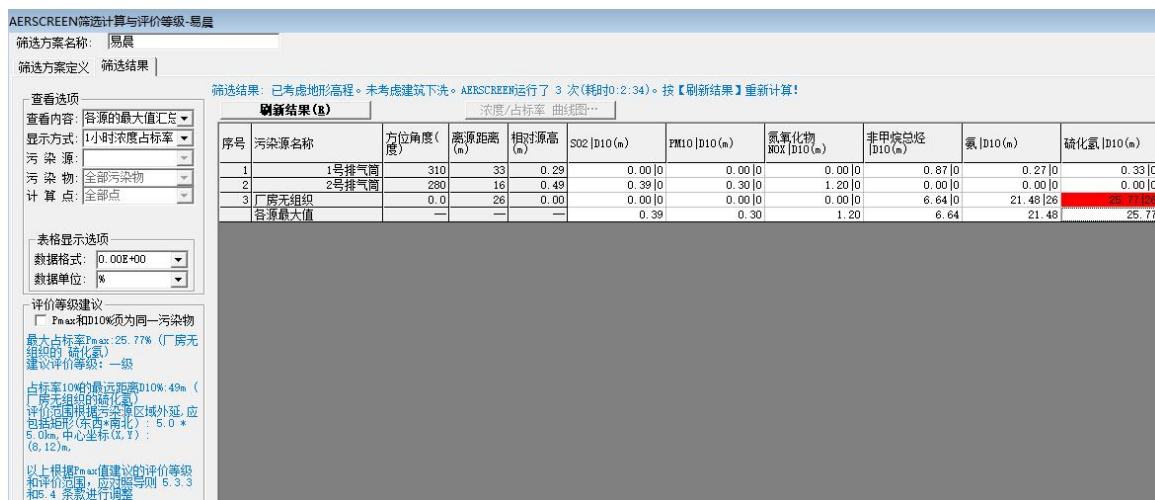 AERSCREEN筛选计算与评价等级-易晨
筛选方案名称: 易晨
筛选方案定义 筛选结果
筛选结果: 已考虑地形高程。未考虑建筑下洗。AERSCREEN运行了 3 次(耗时0:2:34)。按【刷新结果】重新计算!
刷新结果(R) 浓度/占标率 曲线图…
查看选项
查看内容: 各源的最大值汇总
显示方式: 1小时浓度占标率
污 染 源:
污 染 物: 全部污染物
计 算 点: 全部点
表格显示选项
数据格式: 0.00E+00
数据单位: %
评价等级建议
Pmax和D10%须为同一污染物
最大占标率Pmax:25.77% (厂房无
组织的 硫化氢)
建议评价等级: 一级
占标率10%的最远距离D10%:49m (
厂房无组织的硫化氢)
评价范围根据污染源区域外延,应
包括矩形(东西*南北) : 5.0 *
5.0km,中心坐标(X,Y) :
(8,12)m,
以上根据Pmax值建议的评价等级
和评价范围, 应对照导则 5.3.3
和5.4 条款进行调整
序号 污染源名称 方位角度(度) 离源距离(m) 相对源高(m) SO2|D10(m) PM10|D10(m) 氮氧化物NOX|D10(m) 非甲烷总烃|D10(m) 氨|D10(m) 硫化氢|D10(m)
1 1号排气筒 310 33 0.29 0.00|0 0.00|0 0.00|0 0.87|0 0.27|0 0.33|0
2 2号排气筒 280 16 0.49 0.39|0 0.30|0 1.20|0 0.00|0 0.00|0 0.00|0
3 厂房无组织 0.0 26 0.00 0.00|0 0.00|0 0.00|0 6.64|0 21.48|26 25.77|26
各源最大值 — — — 0.39 0.30 1.20 6.64 21.48 25.77